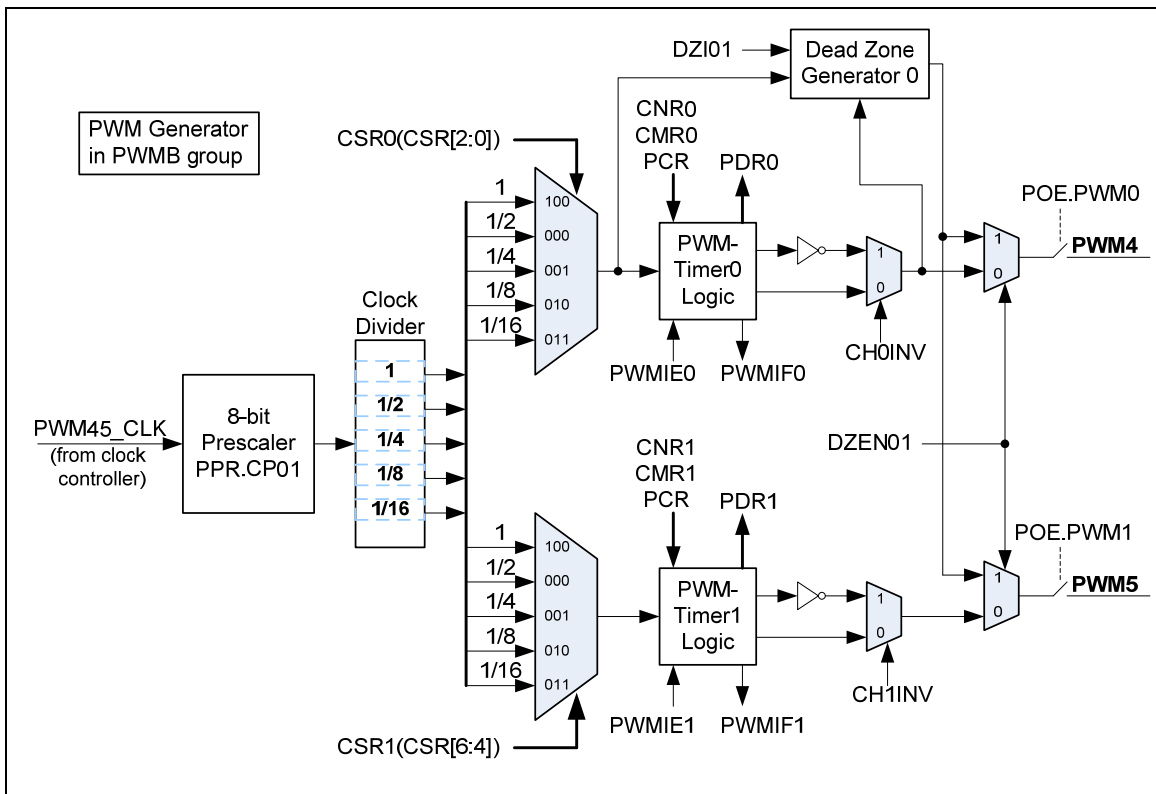 PWM Generator
in PWMB group
DZI01
Dead Zone
Generator 0
CSR0(CSR[2:0])
CNR0
CMR0
PCR
PDR0
1
1/2
1/4
1/8
1/16
100
000
001
010
011
PWM-
Timer0
Logic
1
0
CH0INV
PWMIE0
PWMIF0
1
0
POE.PWM0
PWM4
Clock
Divider
1
1/2
1/4
1/8
1/16
PWM45_CLK
(from clock
controller)
8-bit
Prescaler
PPR.CP01
DZEN01
CNR1
CMR1
PCR
PDR1
1
1/2
1/4
1/8
1/16
100
000
001
010
011
PWM-
Timer1
Logic
1
0
CH1INV
PWMIE1
PWMIF1
1
0
POE.PWM1
PWM5
CSR1(CSR[6:4])